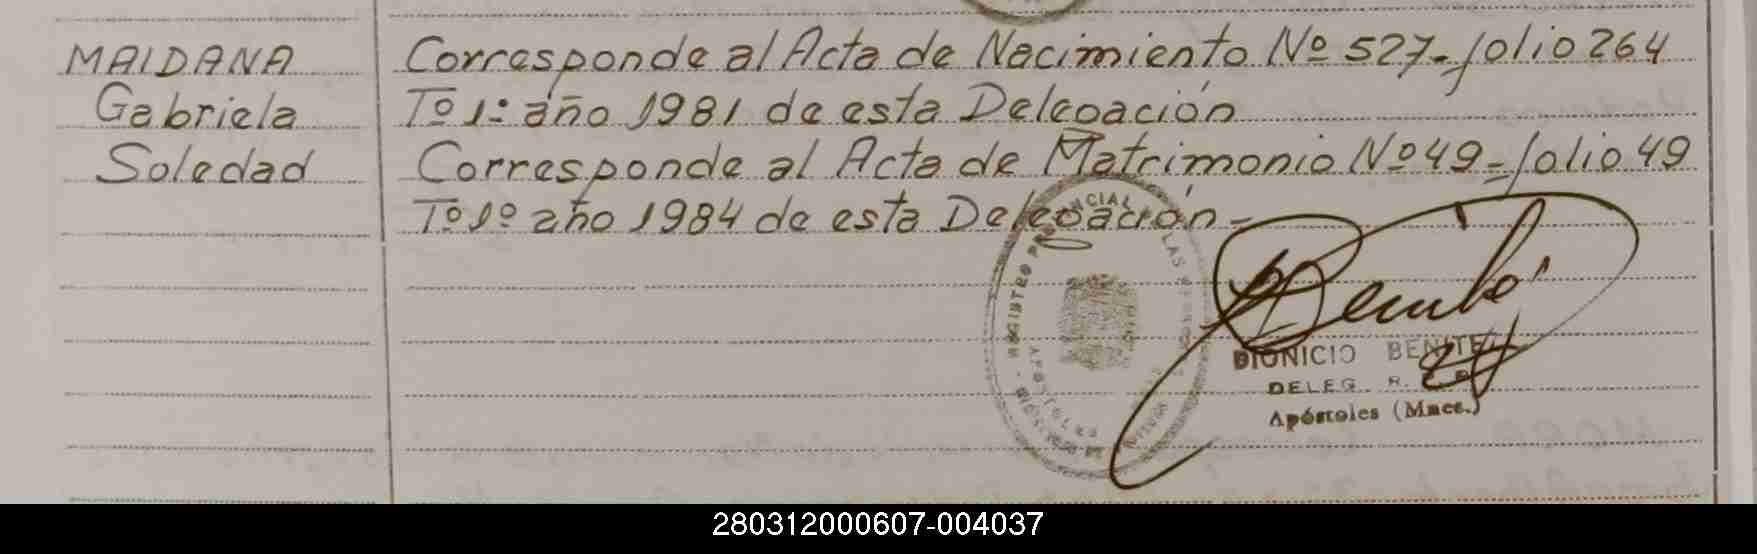 MAIDANA Corresponde al Acta de Nacimiento Nº 527-folio 264
Gabriela Tº 1º año 1981 de esta Delegación
Soledad Corresponde al Acta de Matrimonio Nº 49-folio 49
Tº 1º año 1984 de esta Delegación-
DIONICIO BENITEZ
DELEG. R.
Apóstoles (Mnes.)
280312000607-004037